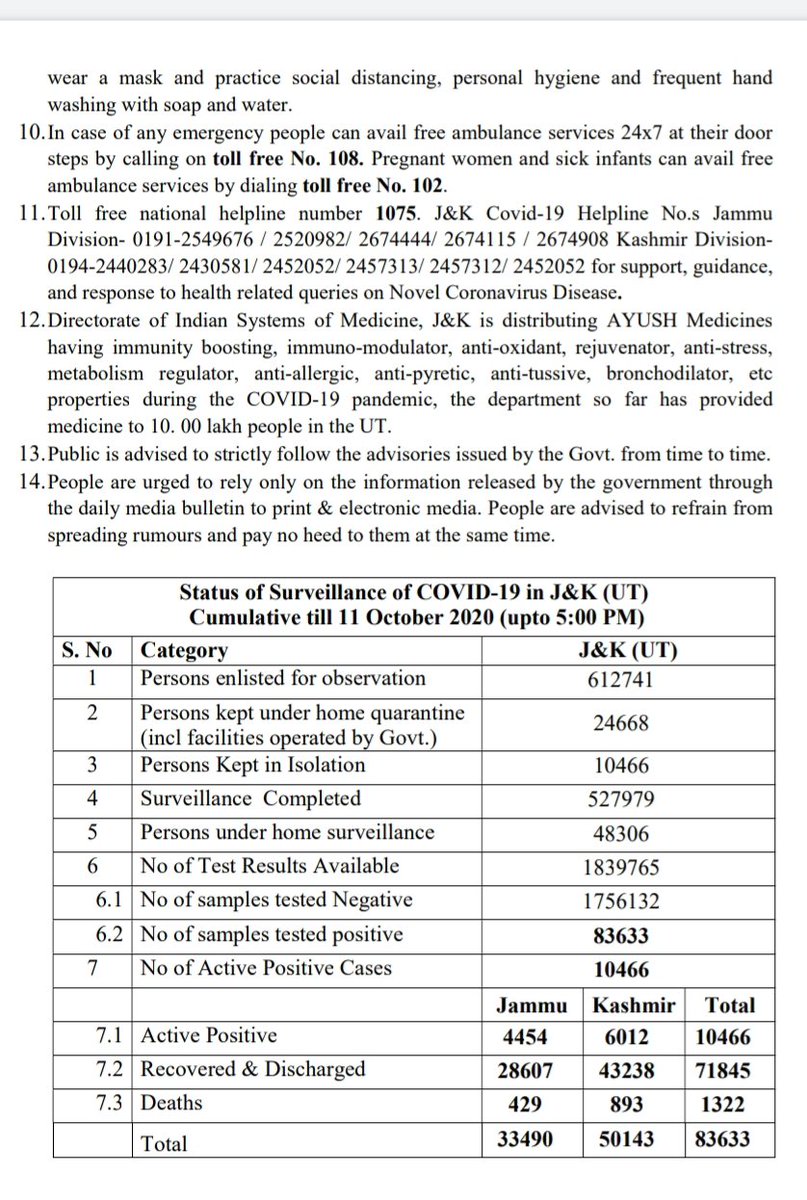 wear a mask and practice social distancing, personal hygiene and frequent hand
washing with soap and water.
10.In case of any emergency people can avail free ambulance services 24x7 at their door
steps by calling on toll free No. 108. Pregnant women and sick infants can avail free
ambulance services by dialing toll free No. 102.
11.Toll free national helpline number 1075. J&K Covid-19 Helpline No.s Jammu
Division- 0191-2549676 / 2520982/ 2674444/ 2674115 / 2674908 Kashmir Division-
0194-2440283/ 2430581/ 2452052/ 2457313/ 2457312/ 2452052 for support, guidance,
and response to health related queries on Novel Coronavirus Disease.
12.Directorate of Indian Systems of Medicine, J&K is distributing AYUSH Medicines
having immunity boosting, immuno-modulator, anti-oxidant, rejuvenator, anti-stress,
metabolism regulator, anti-allergic, anti-pyretic, anti-tussive, bronchodilator, etc
properties during the COVID-19 pandemic, the department so far has provided
medicine to 10. 00 lakh people in the UT.
13.Public is advised to strictly follow the advisories issued by the Govt. from time to time.
14.People are urged to rely only on the information released by the government through
the daily media bulletin to print & electronic media. People are advised to refrain from
spreading rumours and pay no heed to them at the same time.
Status of Surveillance of COVID-19 in J&K (UT)
Cumulative till 11 October 2020 (upto 5:00 PM)
S. No Category J&K (UT)
1 Persons enlisted for observation 612741
2 Persons kept under home quarantine
(incl facilities operated by Govt.) 24668
3 Persons Kept in Isolation 10466
4 Surveillance Completed 527979
5 Persons under home surveillance 48306
6 No of Test Results Available 1839765
6.1 No of samples tested Negative 1756132
6.2 No of samples tested positive 83633
7 No of Active Positive Cases 10466
Jammu Kashmir Total
7.1 Active Positive 4454 6012 10466
7.2 Recovered & Discharged 28607 43238 71845
7.3 Deaths 429 893 1322
Total 33490 50143 83633